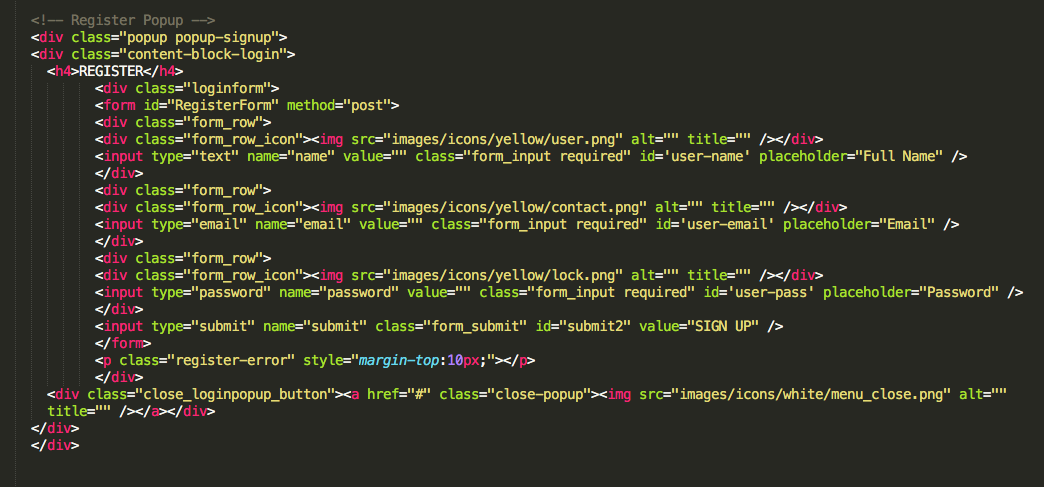 <!-- Register Popup -->
<div class="popup popup-signup">
<div class="content-block-login">
  <h4>REGISTER</h4>
        <div class="loginform">
        <form id="RegisterForm" method="post">
        <div class="form_row">
        <div class="form_row_icon"><img src="images/icons/yellow/user.png" alt="" title="" /></div>
        <input type="text" name="name" value="" class="form_input required" id='user-name' placeholder="Full Name" />
        </div>
        <div class="form_row">
        <div class="form_row_icon"><img src="images/icons/yellow/contact.png" alt="" title="" /></div>
        <input type="email" name="email" value="" class="form_input required" id='user-email' placeholder="Email" />
        </div>
        <div class="form_row">
        <div class="form_row_icon"><img src="images/icons/yellow/lock.png" alt="" title="" /></div>
        <input type="password" name="password" value="" class="form_input required" id='user-pass' placeholder="Password" />
        </div>
        <input type="submit" name="submit" class="form_submit" id="submit2" value="SIGN UP" />
        </form>
        <p class="register-error" style="margin-top:10px;"></p>
        </div>
  <div class="close_loginpopup_button"><a href="#" class="close-popup"><img src="images/icons/white/menu_close.png" alt=""
  title="" /></a></div>
</div>
</div>